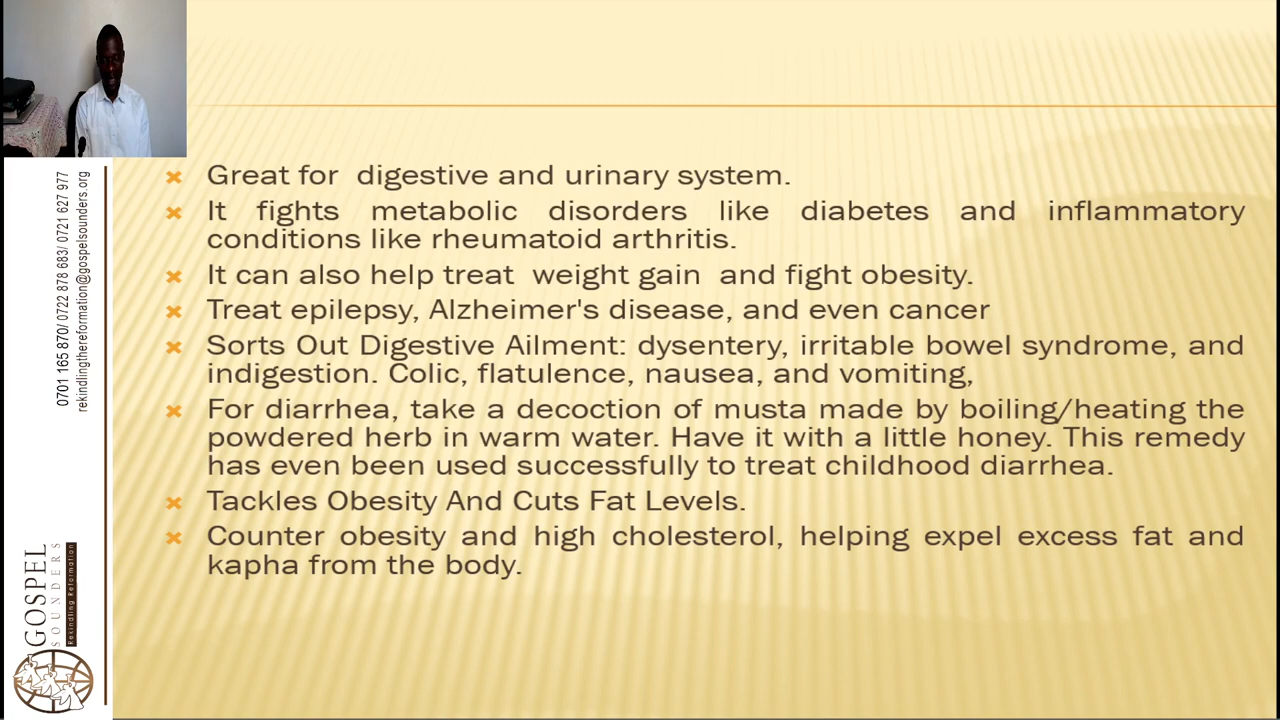 Great for digestive and urinary system.
It fights metabolic disorders like diabetes and inflammatory
conditions like rheumatoid arthritis.
It can also help treat weight gain and fight obesity.
Treat epilepsy, Alzheimer's disease, and even cancer
Sorts Out Digestive Ailment: dysentery, irritable bowel syndrome, and
indigestion. Colic, flatulence, nausea, and vomiting,
For diarrhea, take a decoction of musta made by boiling/heating the
powdered herb in warm water. Have it with a little honey. This remedy
has even been used successfully to treat childhood diarrhea.
Tackles Obesity And Cuts Fat Levels.
Counter obesity and high cholesterol, helping expel excess fat and
kapha from the body.
0701 165 870/ 0722 878 683/ 0721 627 977
rekindlingthereformation@gospelsounders.org
GOSPEL
SOUNDERS
Rekindling Reformation